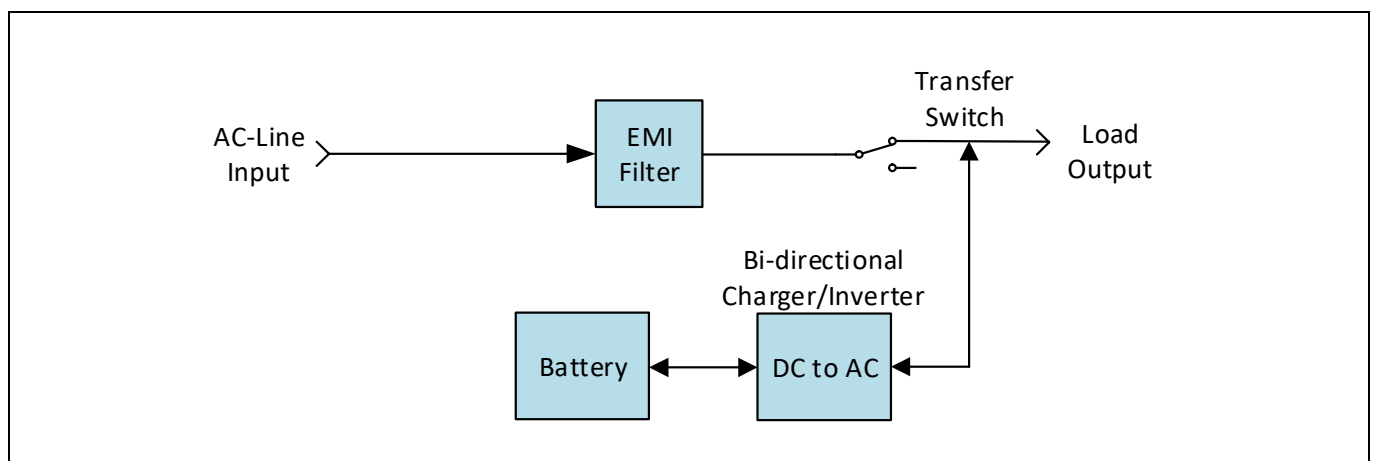 Transfer
Switch
AC-Line
Input
EMI
Filter
Load
Output
Bi-directional
Charger/Inverter
Battery
DC to AC